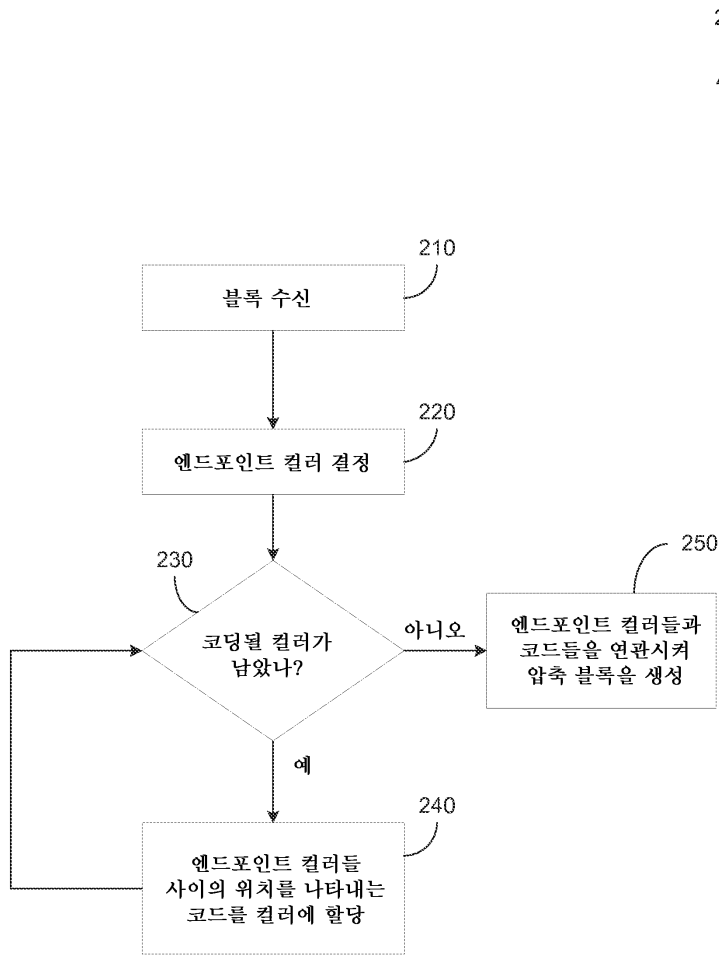 2
210
블록 수신
220
엔드포인트 컬러 결정
230
250
코딩될 컬러가
남았나?
아니오
엔드포인트 컬러들과
코드들을 연관시켜
압축 블록을 생성
예
240
엔드포인트 컬러들
사이의 위치를 나타내는
코드를 컬러에 할당